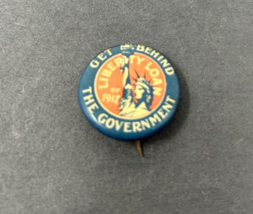 GET BEHIND
THE GOVERNMENT
LIBERTY LOAN
OF
1917